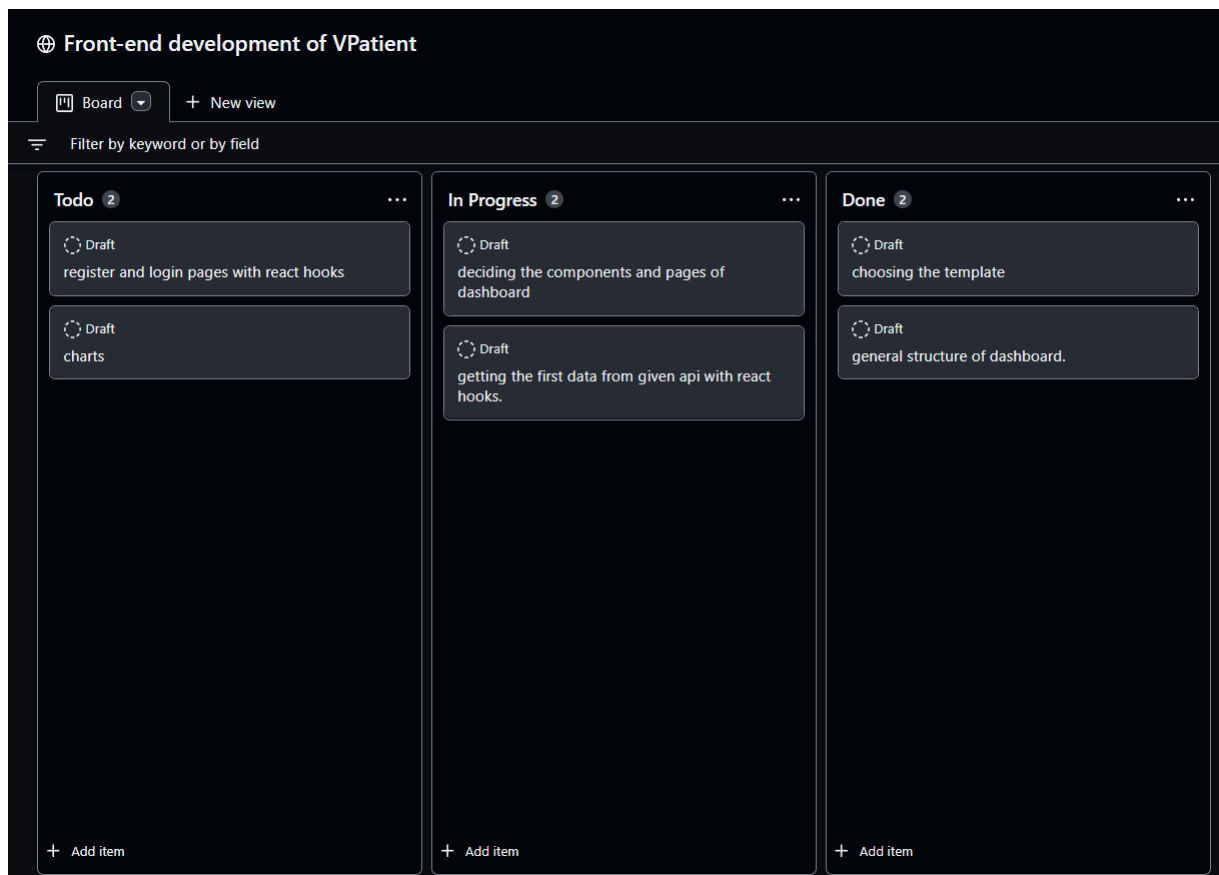 Front-end development of VPatient
Board
New view
Filter by keyword or by field
Todo 2
Draft
register and login pages with react hooks
Draft
charts
Add item
In Progress 2
Draft
deciding the components and pages of
dashboard
Draft
getting the first data from given api with react
hooks.
Add item
Done 2
Draft
choosing the template
Draft
general structure of dashboard.
Add item